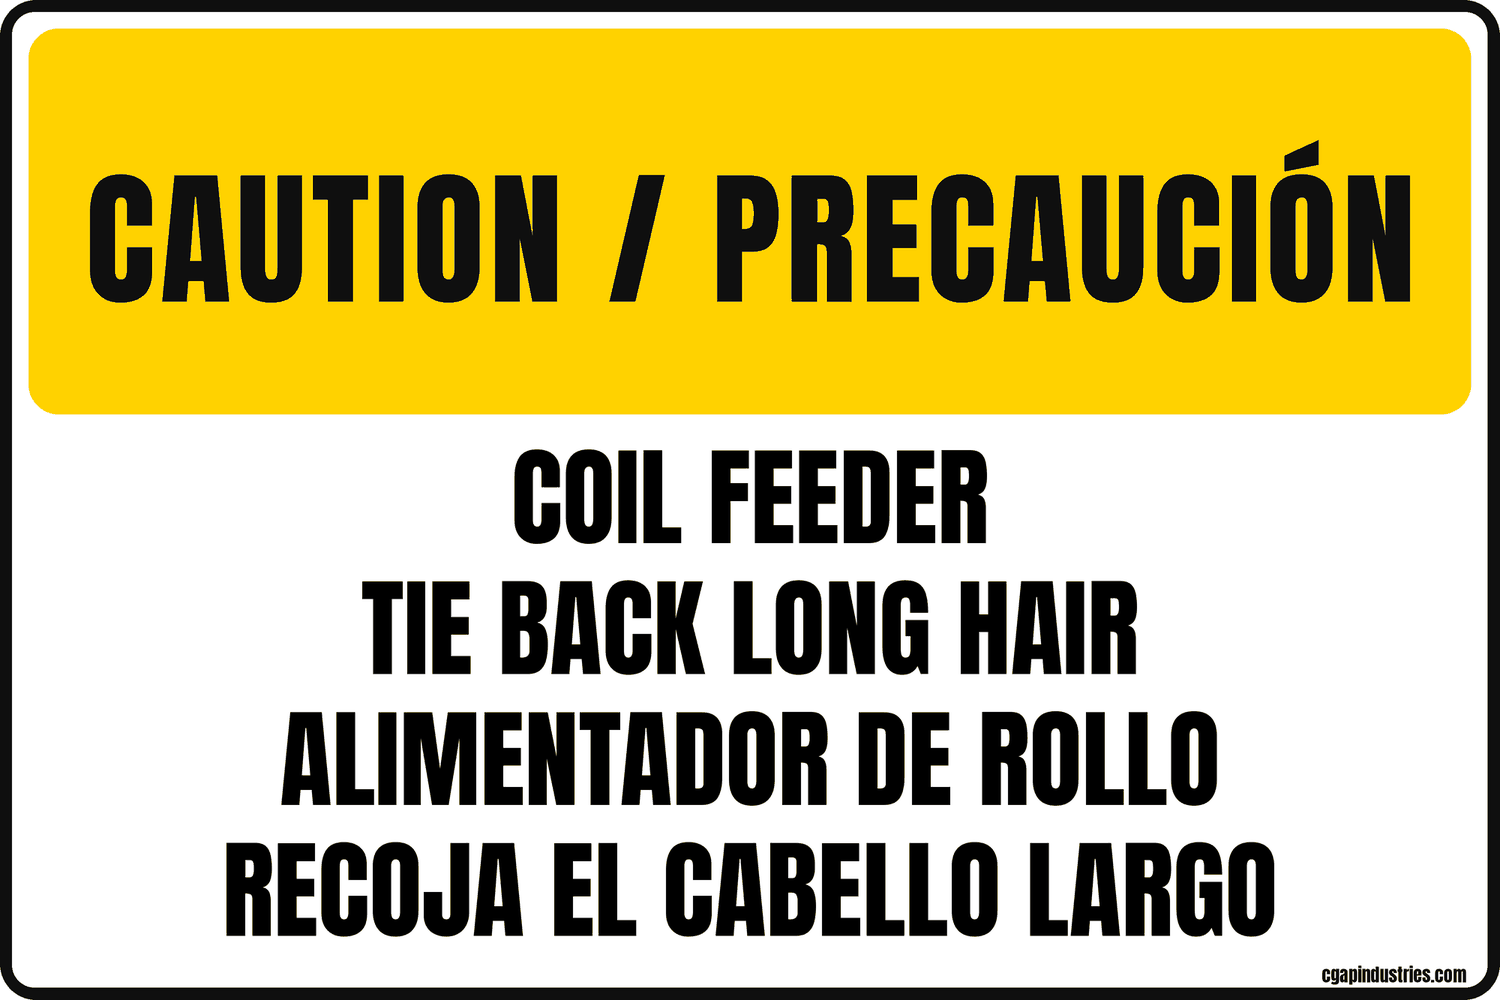 CAUTION / PRECAUCIÓN
COIL FEEDER
TIE BACK LONG HAIR
ALIMENTADOR DE ROLLO
RECOJA EL CABELLO LARGO
cgapindustries.com